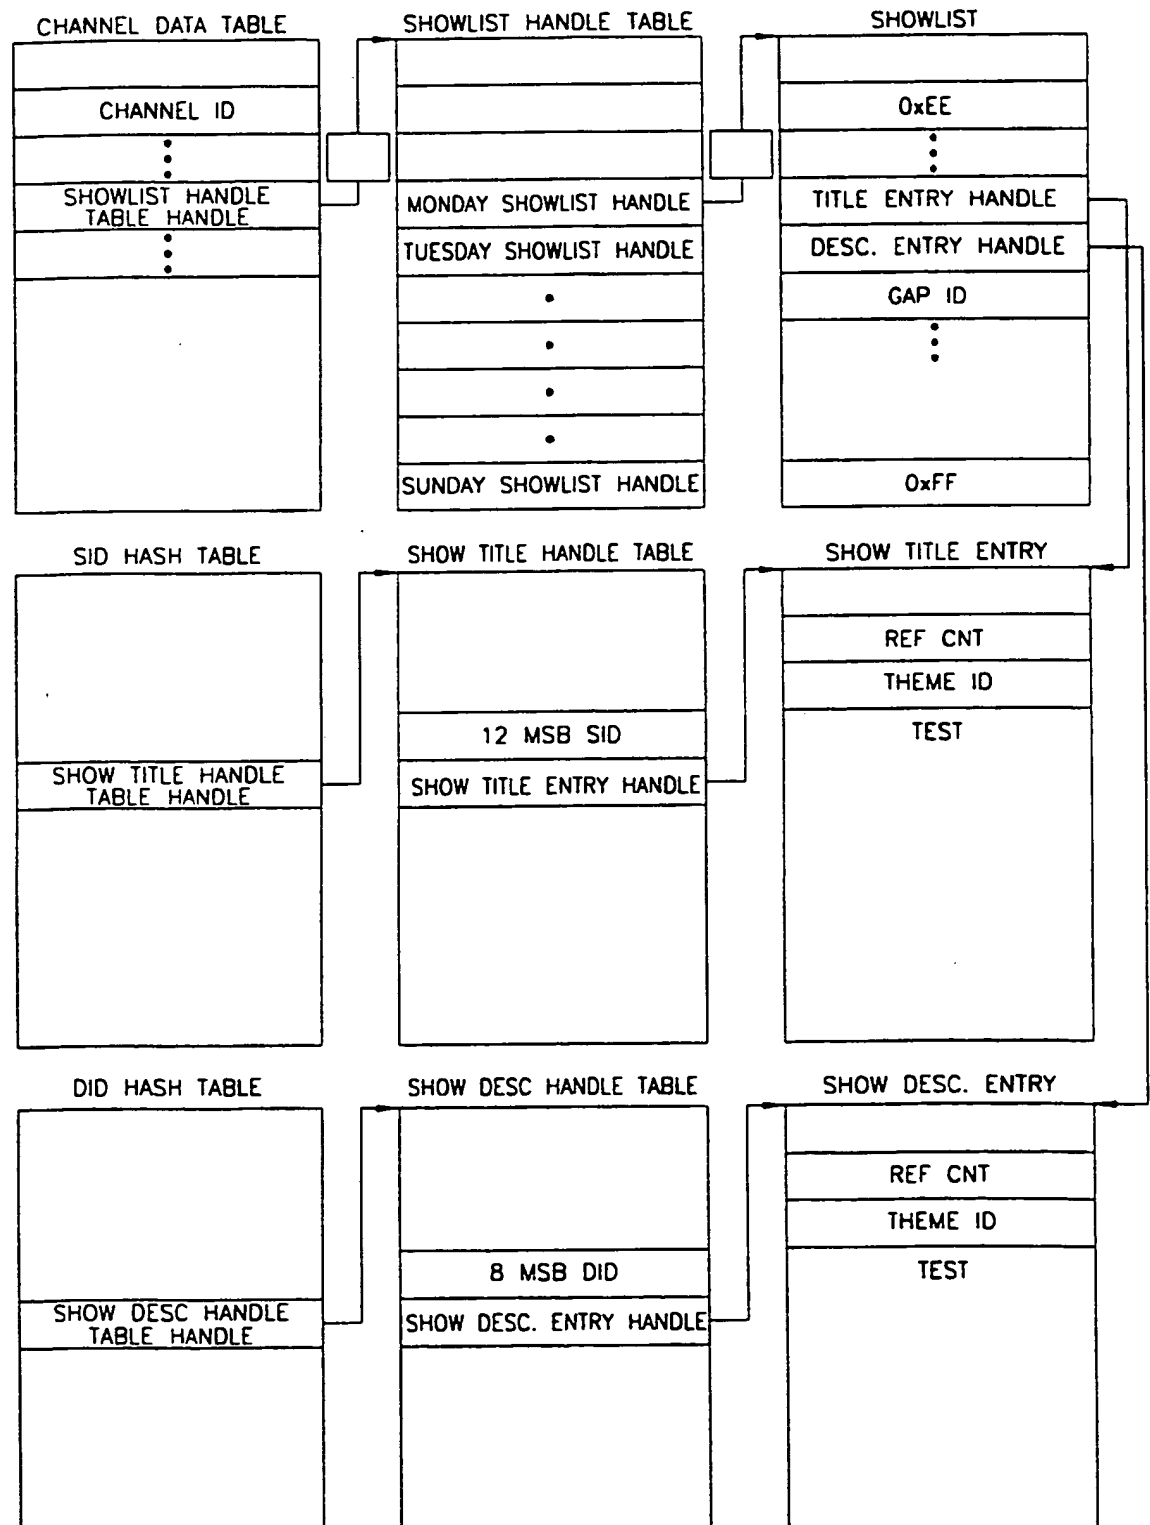 CHANNEL DATA TABLE
CHANNEL ID
SHOWLIST HANDLE
TABLE HANDLE
SHOWLIST HANDLE TABLE
MONDAY SHOWLIST HANDLE
TUESDAY SHOWLIST HANDLE
SUNDAY SHOWLIST HANDLE
SHOWLIST
0xEE
TITLE ENTRY HANDLE
DESC. ENTRY HANDLE
GAP ID
0xFF
SID HASH TABLE
SHOW TITLE HANDLE
TABLE HANDLE
SHOW TITLE HANDLE TABLE
12 MSB SID
SHOW TITLE ENTRY HANDLE
SHOW TITLE ENTRY
REF CNT
THEME ID
TEST
DID HASH TABLE
SHOW DESC HANDLE
TABLE HANDLE
SHOW DESC HANDLE TABLE
8 MSB DID
SHOW DESC. ENTRY HANDLE
SHOW DESC. ENTRY
REF CNT
THEME ID
TEST